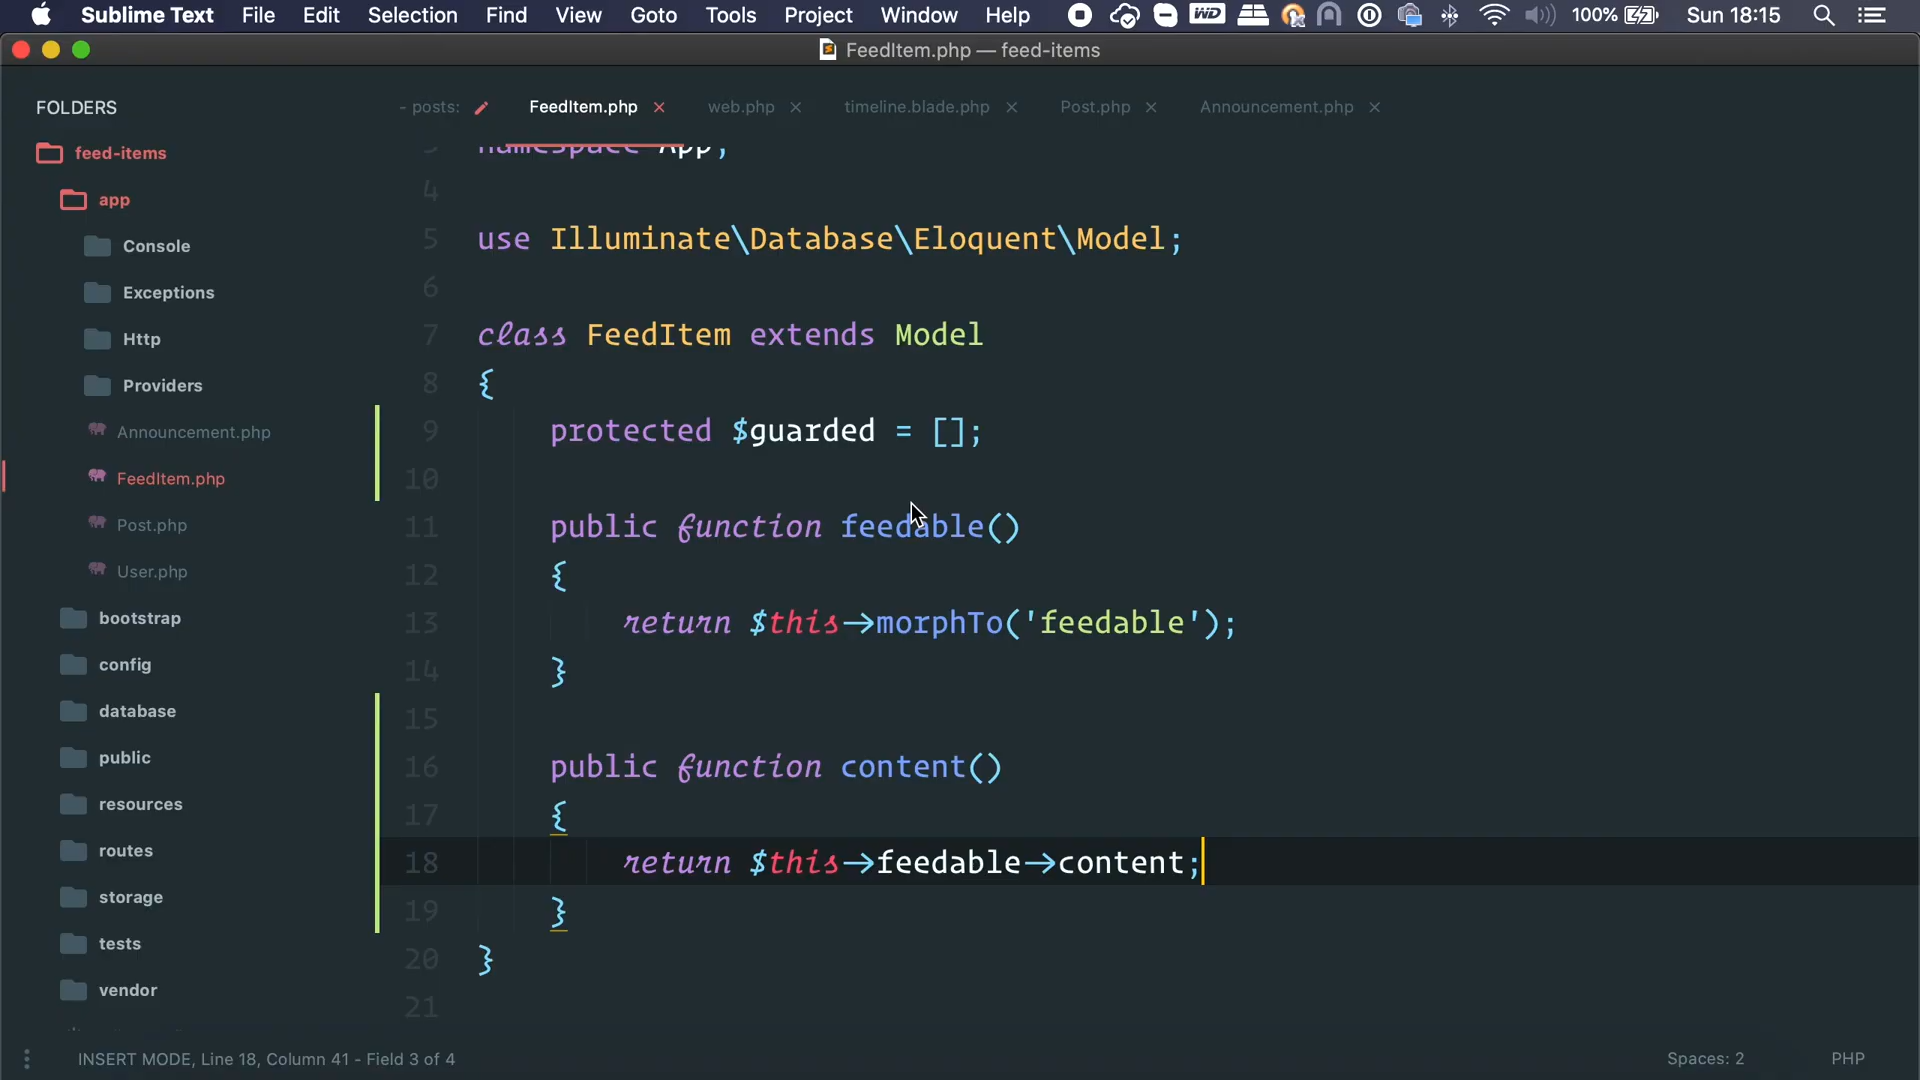 Sublime Text File Edit Selection Find View Goto Tools Project Window Help WD 100% Sun 18:15
FeedItem.php — feed-items
FOLDERS
feed-items
app
Console
Exceptions
Http
Providers
Announcement.php
FeedItem.php
Post.php
User.php
bootstrap
config
database
public
resources
routes
storage
tests
vendor
- posts: FeedItem.php × web.php × timeline.blade.php × Post.php × Announcement.php ×
3 namespace App;
4
5 use Illuminate\Database\Eloquent\Model;
6
7 class FeedItem extends Model
8 {
9 protected $guarded = [];
10
11 public function feedable()
12 {
13 return $this->morphTo('feedable');
14 }
15
16 public function content()
17 {
18 return $this->feedable->content;
19 }
20 }
21
INSERT MODE, Line 18, Column 41 - Field 3 of 4 Spaces: 2 PHP